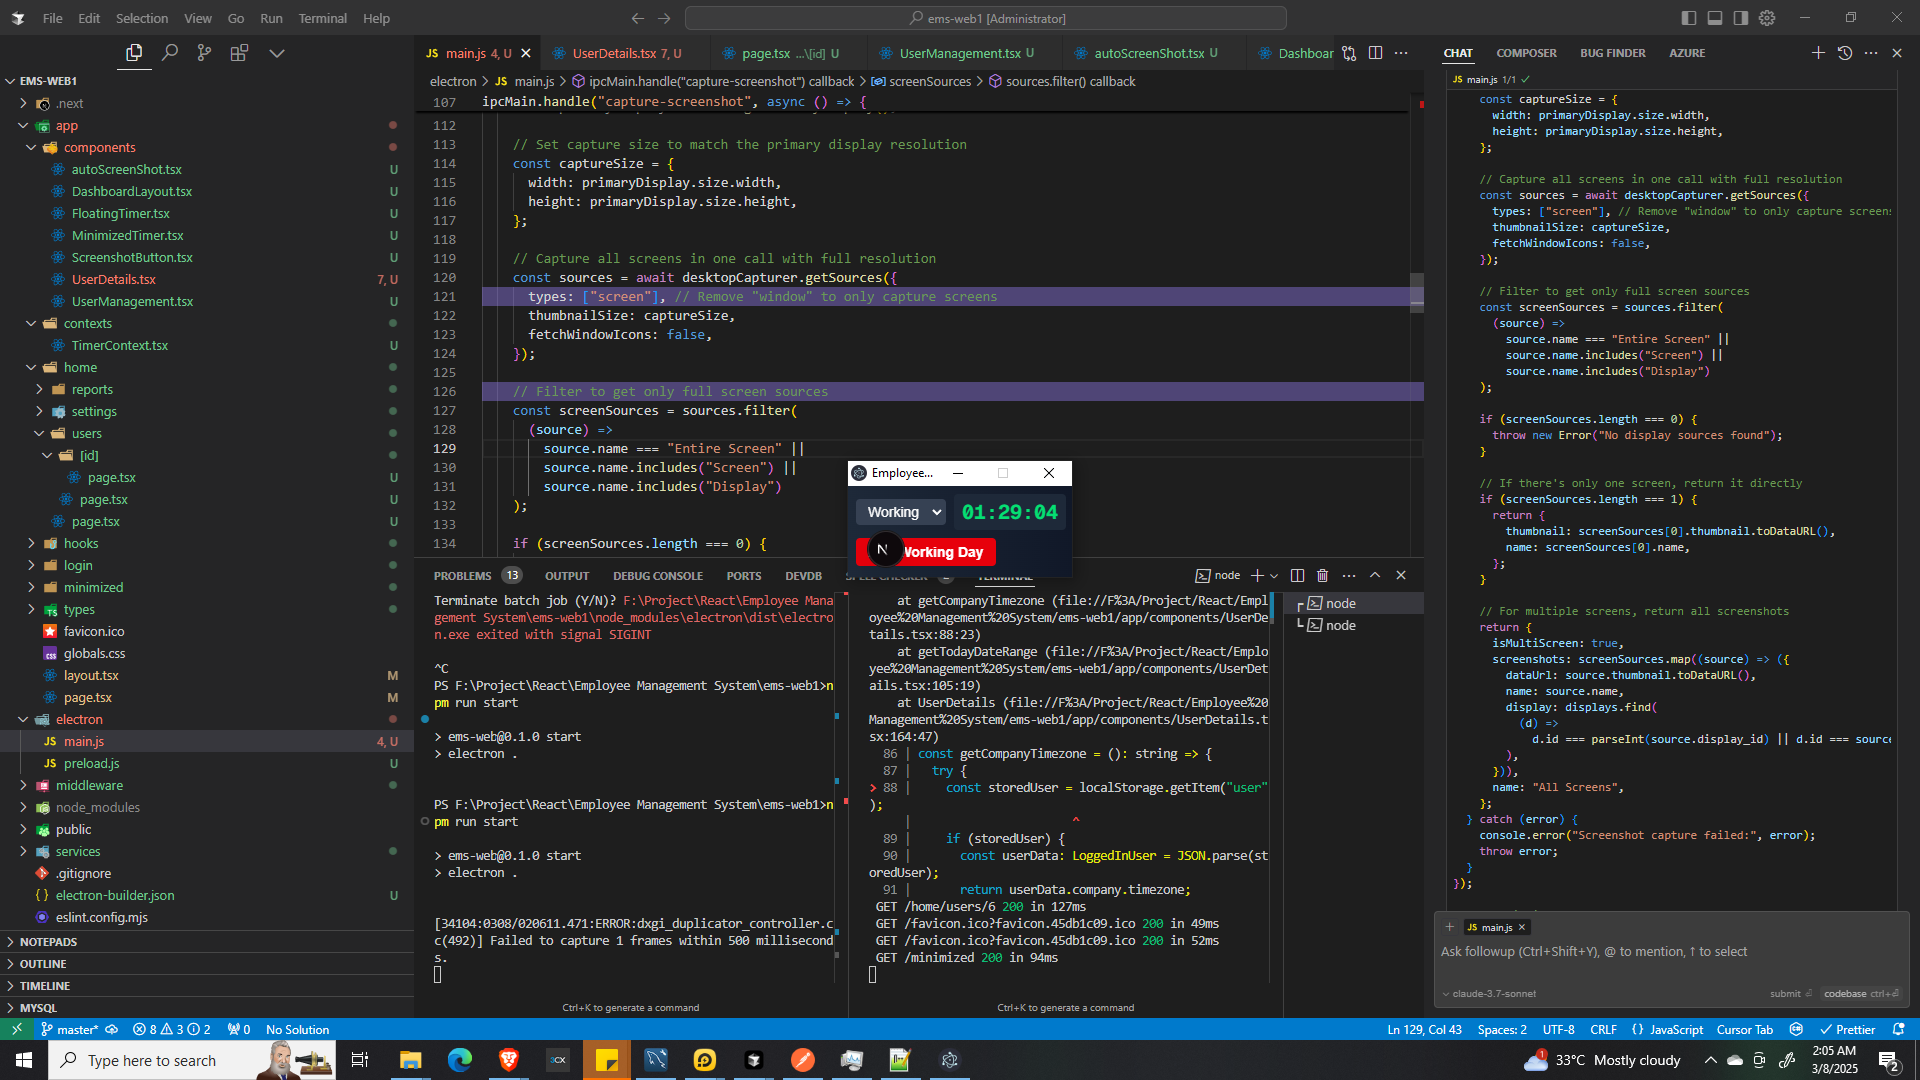 File Edit Selection View Go Run Terminal Help
ems-web1 [Administrator]
EMS-WEB1
.next
app
components
autoScreenShot.tsx U
DashboardLayout.tsx U
FloatingTimer.tsx U
MinimizedTimer.tsx U
ScreenshotButton.tsx U
UserDetails.tsx 7, U
UserManagement.tsx U
contexts
TimerContext.tsx U
home
reports
settings
users
[id]
page.tsx U
page.tsx U
page.tsx U
hooks
login
minimized
types
favicon.ico
globals.css
layout.tsx M
page.tsx M
electron
JS main.js 4, U
JS preload.js U
middleware
node_modules
public
services
.gitignore
{} electron-builder.json U
eslint.config.mjs
NOTEPADS
OUTLINE
TIMELINE
MYSQL
JS main.js 4, U
UserDetails.tsx 7, U
page.tsx ...\[id] U
UserManagement.tsx U
autoScreenShot.tsx U
Dashboar
electron > JS main.js > ipcMain.handle("capture-screenshot") callback > screenSources > sources.filter() callback
107 ipcMain.handle("capture-screenshot", async () => {
112
113 // Set capture size to match the primary display resolution
114 const captureSize = {
115 width: primaryDisplay.size.width,
116 height: primaryDisplay.size.height,
117 };
118
119 // Capture all screens in one call with full resolution
120 const sources = await desktopCapturer.getSources({
121 types: ["screen"], // Remove "window" to only capture screens
122 thumbnailSize: captureSize,
123 fetchWindowIcons: false,
124 });
125
126 // Filter to get only full screen sources
127 const screenSources = sources.filter(
128 (source) =>
129 source.name === "Entire Screen" ||
130 source.name.includes("Screen") ||
131 source.name.includes("Display")
132 );
133
134 if (screenSources.length === 0) {
Employee...
Working 01:29:04
N Working Day
PROBLEMS 13 OUTPUT DEBUG CONSOLE PORTS DEVDB SPELL CHECKER TERMINAL
node
Terminate batch job (Y/N)? F:\Project\React\Employee Mana
gement System\ems-web1\node_modules\electron\dist\electro
n.exe exited with signal SIGINT
^C
PS F:\Project\React\Employee Management System\ems-web1>n
pm run start
> ems-web@0.1.0 start
> electron .
PS F:\Project\React\Employee Management System\ems-web1>n
pm run start
> ems-web@0.1.0 start
> electron .
[34104:0308/020611.471:ERROR:dxgi_duplicator_controller.c
c(492)] Failed to capture 1 frames within 500 millisecond
s.
Ctrl+K to generate a command
at getCompanyTimezone (file://F%3A/Project/React/Empl
oyee%20Management%20System/ems-web1/app/components/UserDe
tails.tsx:88:23)
at getTodayDateRange (file://F%3A/Project/React/Emplo
yee%20Management%20System/ems-web1/app/components/UserDet
ails.tsx:105:19)
at UserDetails (file://F%3A/Project/React/Employee%20
Management%20System/ems-web1/app/components/UserDetails.t
sx:164:47)
86 | const getCompanyTimezone = (): string => {
87 | try {
> 88 | const storedUser = localStorage.getItem("user"
);
| ^
89 | if (storedUser) {
90 | const userData: LoggedInUser = JSON.parse(st
oredUser);
91 | return userData.company.timezone;
GET /home/users/6 200 in 127ms
GET /favicon.ico?favicon.45db1c09.ico 200 in 49ms
GET /favicon.ico?favicon.45db1c09.ico 200 in 52ms
GET /minimized 200 in 94ms
Ctrl+K to generate a command
node
node
CHAT COMPOSER BUG FINDER AZURE
JS main.js 1/1
const captureSize = {
width: primaryDisplay.size.width,
height: primaryDisplay.size.height,
};
// Capture all screens in one call with full resolution
const sources = await desktopCapturer.getSources({
types: ["screen"], // Remove "window" to only capture screens
thumbnailSize: captureSize,
fetchWindowIcons: false,
});
// Filter to get only full screen sources
const screenSources = sources.filter(
(source) =>
source.name === "Entire Screen" ||
source.name.includes("Screen") ||
source.name.includes("Display")
);
if (screenSources.length === 0) {
throw new Error("No display sources found");
}
// If there's only one screen, return it directly
if (screenSources.length === 1) {
return {
thumbnail: screenSources[0].thumbnail.toDataURL(),
name: screenSources[0].name,
};
}
// For multiple screens, return all screenshots
return {
isMultiScreen: true,
screenshots: screenSources.map((source) => ({
dataUrl: source.thumbnail.toDataURL(),
name: source.name,
display: displays.find(
(d) =>
d.id === parseInt(source.display_id) || d.id === sourc
),
})),
name: "All Screens",
};
} catch (error) {
console.error("Screenshot capture failed:", error);
throw error;
}
});
JS main.js
Ask followup (Ctrl+Shift+Y), @ to mention, ↑ to select
claude-3.7-sonnet submit codebase ctrl+
master* 8 3 2 0 No Solution
Ln 129, Col 43 Spaces: 2 UTF-8 CRLF {} JavaScript Cursor Tab Prettier
Type here to search
33°C Mostly cloudy
2:05 AM
3/8/2025